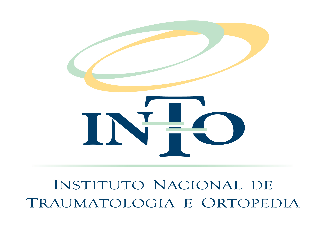 INTO
INSTITUTO NACIONAL DE
TRAUMATOLOGIA E ORTOPEDIA